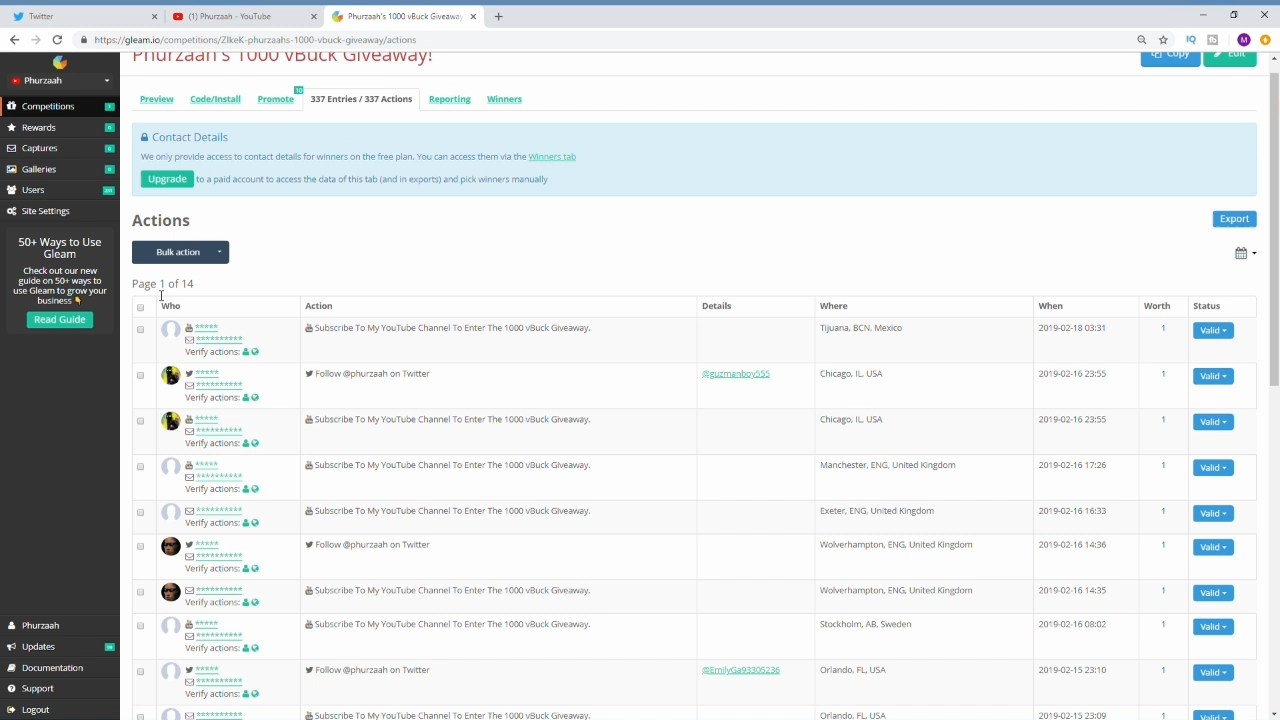 Twitter
(1) Phurzaah - YouTube
Phurzaah's 1000 vBuck Giveaway
https://gleam.io/competitions/ZIkeK-phurzaahs-1000-vbuck-giveaway/actions
Phurzaah
Competitions 1
Rewards 0
Captures 0
Galleries 0
Users
Site Settings
50+ Ways to Use
Gleam
Check out our new
guide on 50+ ways to
use Gleam to grow your
business 👇
Read Guide
Phurzaah
Updates
Documentation
Support
Logout
Phurzaah's 1000 vBuck Giveaway!
Copy
Edit
Preview
Code/Install
Promote 10
337 Entries / 337 Actions
Reporting
Winners
Contact Details
We only provide access to contact details for winners on the free plan. You can access them via the Winners tab
Upgrade to a paid account to access the data of this tab (and in exports) and pick winners manually
Actions
Export
Bulk action
Page 1 of 14
Who Action Details Where When Worth Status
***** Subscribe To My YouTube Channel To Enter The 1000 vBuck Giveaway. Tijuana, BCN, Mexico 2019-02-18 03:31 1 Valid
**********
Verify actions:
***** Follow @phurzaah on Twitter @guzmanboy555 Chicago, IL, USA 2019-02-16 23:55 1 Valid
**********
Verify actions:
***** Subscribe To My YouTube Channel To Enter The 1000 vBuck Giveaway. Chicago, IL, USA 2019-02-16 23:55 1 Valid
**********
Verify actions:
***** Subscribe To My YouTube Channel To Enter The 1000 vBuck Giveaway. Manchester, ENG, United Kingdom 2019-02-16 17:26 1 Valid
**********
Verify actions:
********** Subscribe To My YouTube Channel To Enter The 1000 vBuck Giveaway. Exeter, ENG, United Kingdom 2019-02-16 16:33 1 Valid
Verify actions:
***** Follow @phurzaah on Twitter Wolverhampton, ENG, United Kingdom 2019-02-16 14:36 1 Valid
**********
Verify actions:
********** Subscribe To My YouTube Channel To Enter The 1000 vBuck Giveaway. Wolverhampton, ENG, United Kingdom 2019-02-16 14:35 1 Valid
Verify actions:
***** Subscribe To My YouTube Channel To Enter The 1000 vBuck Giveaway. Stockholm, AB, Sweden 2019-02-16 08:02 1 Valid
**********
Verify actions:
***** Follow @phurzaah on Twitter @EmilyGa93305236 Orlando, FL, USA 2019-02-15 23:10 1 Valid
**********
Verify actions:
********** Subscribe To My YouTube Channel To Enter The 1000 vBuck Giveaway. Orlando, FL, USA 2019-02-15 23:09 1 Valid